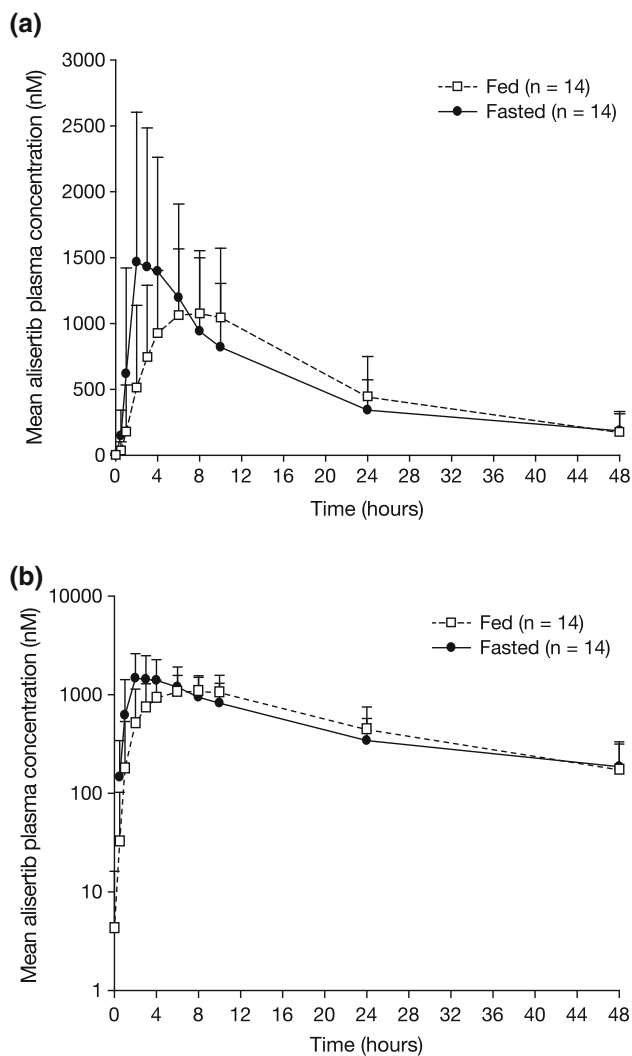 (a)
Mean alisertib plasma concentration (nM)
3000
2500
2000
1500
1000
500
0
Fed (n = 14)
Fasted (n = 14)
0 4 8 12 16 20 24 28 32 36 40 44 48
Time (hours)
(b)
Mean alisertib plasma concentration (nM)
10000
1000
100
10
1
Fed (n = 14)
Fasted (n = 14)
0 4 8 12 16 20 24 28 32 36 40 44 48
Time (hours)